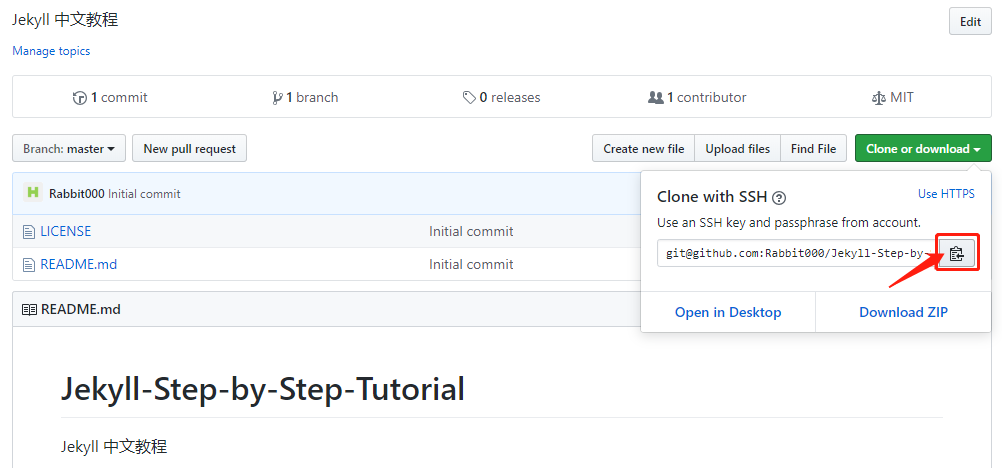 Jekyll 中文教程
Edit
Manage topics
1 commit
1 branch
0 releases
1 contributor
MIT
Branch: master
New pull request
Create new file
Upload files
Find File
Clone or download
Rabbit000 Initial commit
Clone with SSH
Use HTTPS
Use an SSH key and passphrase from account.
git@github.com:Rabbit000/Jekyll-Step-by-
Open in Desktop
Download ZIP
LICENSE
Initial commit
README.md
Initial commit
README.md
Jekyll-Step-by-Step-Tutorial
Jekyll 中文教程